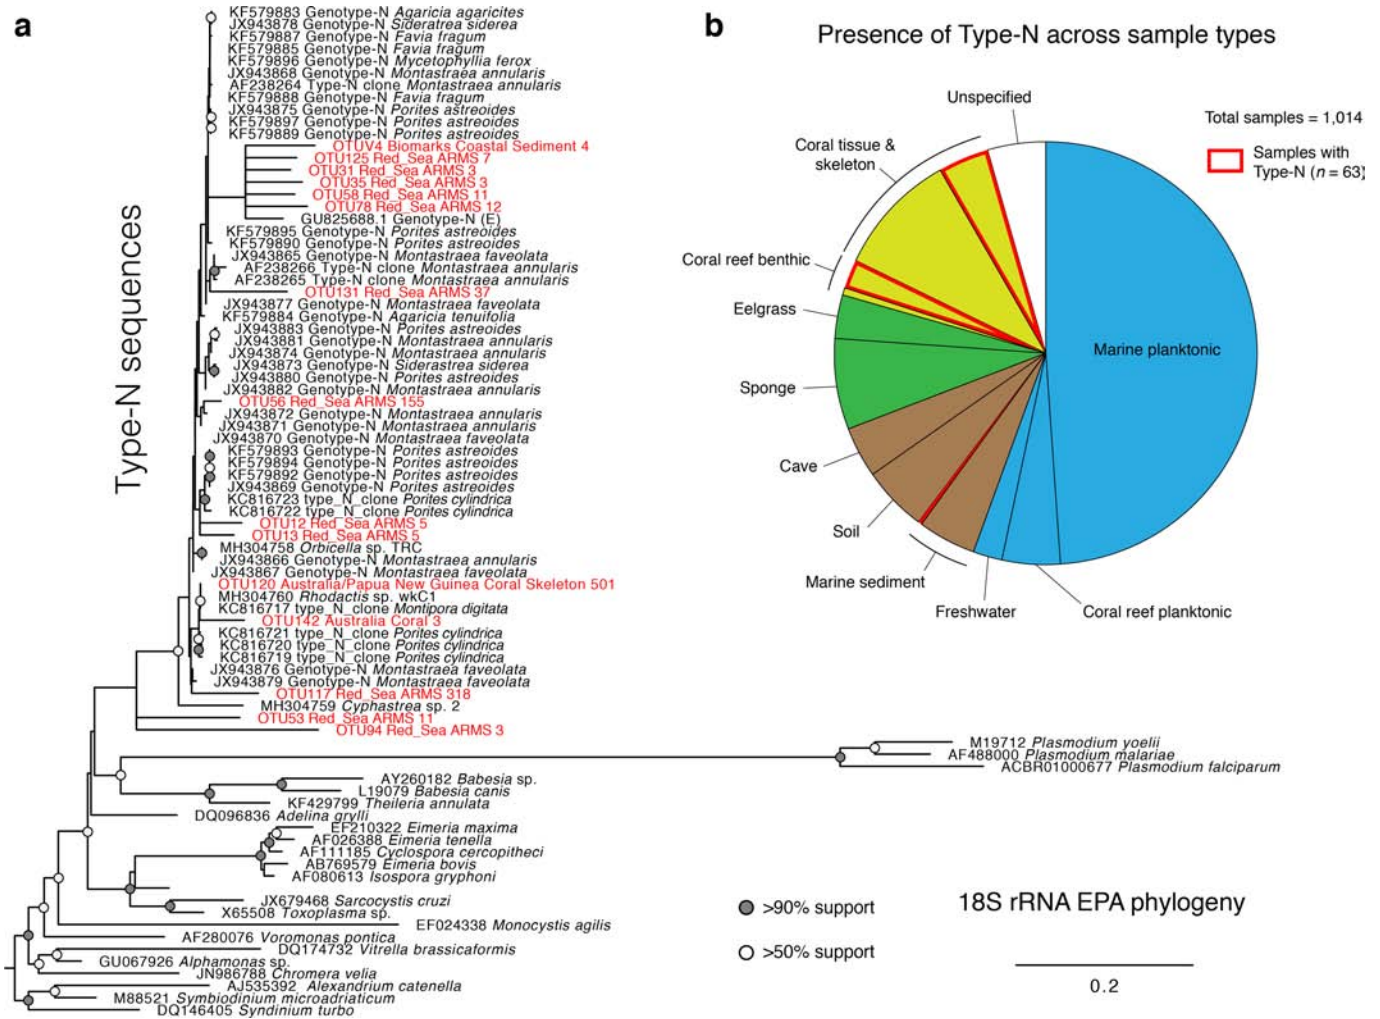 a
KF579883 Genotype-N Agaricia agaricites
JX943878 Genotype-N Sideratrea siderea
KF579887 Genotype-N Favia fragum
KF579885 Genotype-N Favia fragum
KF579896 Genotype-N Mycetophyllia ferox
JX943868 Genotype-N Montastraea annularis
AF238264 Type-N clone Montastraea annularis
KF579888 Genotype-N Favia fragum
JX943875 Genotype-N Porites astreoides
KF579897 Genotype-N Porites astreoides
KF579889 Genotype-N Porites astreoides
OTUV4 Biomarks Coastal Sediment 4
OTU125 Red_Sea ARMS 7
OTU31 Red_Sea ARMS 3
OTU35 Red_Sea ARMS 3
OTU58 Red_Sea ARMS 11
OTU78 Red_Sea ARMS 12
GU825688.1 Genotype-N (E)
KF579895 Genotype-N Porites astreoides
KF579890 Genotype-N Porites astreoides
JX943865 Genotype-N Montastraea faveolata
AF238266 Type-N clone Montastraea annularis
AF238265 Type-N clone Montastraea annularis
OTU131 Red_Sea ARMS 37
JX943877 Genotype-N Montastraea faveolata
KF579884 Genotype-N Agaricia tenuifolia
JX943883 Genotype-N Porites astreoides
JX943881 Genotype-N Montastraea annularis
JX943874 Genotype-N Montastraea annularis
JX943873 Genotype-N Siderastrea siderea
JX943880 Genotype-N Porites astreoides
JX943882 Genotype-N Montastraea annularis
OTU56 Red_Sea ARMS 155
JX943872 Genotype-N Montastraea annularis
JX943871 Genotype-N Montastraea annularis
JX943870 Genotype-N Montastraea faveolata
KF579893 Genotype-N Porites astreoides
KF579894 Genotype-N Porites astreoides
KF579892 Genotype-N Porites astreoides
JX943869 Genotype-N Porites astreoides
KC816723 type_N_clone Porites cylindrica
KC816722 type_N_clone Porites cylindrica
OTU12 Red_Sea ARMS 5
OTU13 Red_Sea ARMS 5
MH304758 Orbicella sp. TRC
JX943866 Genotype-N Montastraea annularis
JX943867 Genotype-N Montastraea faveolata
OTU120 Australia/Papua New Guinea Coral Skeleton 501
MH304760 Rhodactis sp. wkC1
KC816717 type_N_clone Montipora digitata
OTU142 Australia Coral 3
KC816721 type_N_clone Porites cylindrica
KC816720 type_N_clone Porites cylindrica
KC816719 type_N_clone Porites cylindrica
JX943876 Genotype-N Montastraea faveolata
JX943879 Genotype-N Montastraea faveolata
OTU117 Red_Sea ARMS 318
MH304759 Cyphastrea sp. 2
OTU53 Red_Sea ARMS 11
OTU94 Red_Sea ARMS 3
M19712 Plasmodium yoelii
AF488000 Plasmodium malariae
ACBR01000677 Plasmodium falciparum
AY260182 Babesia sp.
L19079 Babesia canis
KF429799 Theileria annulata
DQ096836 Adelina grylli
EF210322 Eimeria maxima
AF026388 Eimeria tenella
AF111185 Cyclospora cercopitheci
AB769579 Eimeria bovis
AF080613 Isospora gryphoni
JX679468 Sarcocystis cruzi
X65508 Toxoplasma sp.
EF024338 Monocystis agilis
AF280076 Voromonas pontica
DQ174732 Vitrella brassicaformis
GU067926 Alphamonas sp.
JN986788 Chromera velia
AJ535392 Alexandrium catenella
M88521 Symbiodinium microadriaticum
DQ146405 Syndinium turbo
Type-N sequences
>90% support
>50% support
18S rRNA EPA phylogeny
0.2
b
Presence of Type-N across sample types
Total samples = 1,014
Samples with
Type-N (n = 63)
Unspecified
Coral tissue &
skeleton
Coral reef benthic
Eelgrass
Sponge
Cave
Soil
Marine sediment
Freshwater
Coral reef planktonic
Marine planktonic